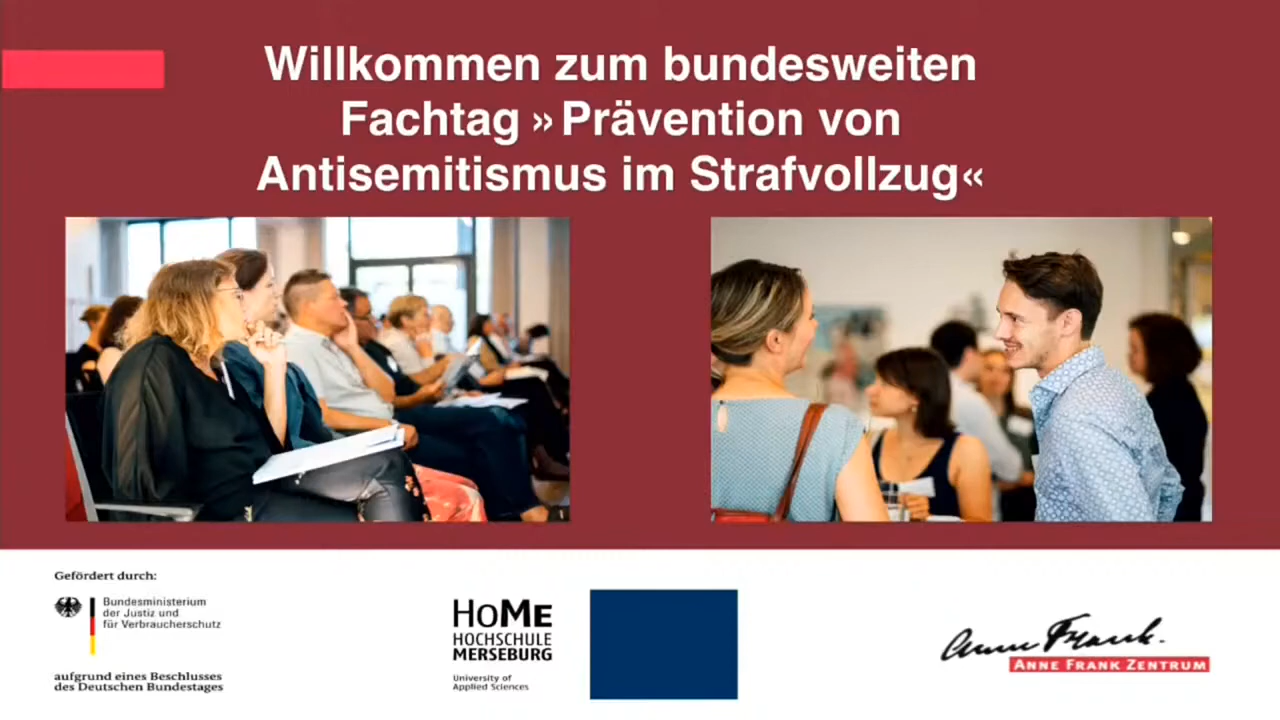 Willkommen zum bundesweiten
Fachtag »Prävention von
Antisemitismus im Strafvollzug«
Gefördert durch:
Bundesministerium
der Justiz und
für Verbraucherschutz
aufgrund eines Beschlusses
des Deutschen Bundestages
HOME
HOCHSCHULE
MERSEBURG
University of
Applied Sciences
Anne Frank.
ANNE FRANK ZENTRUM